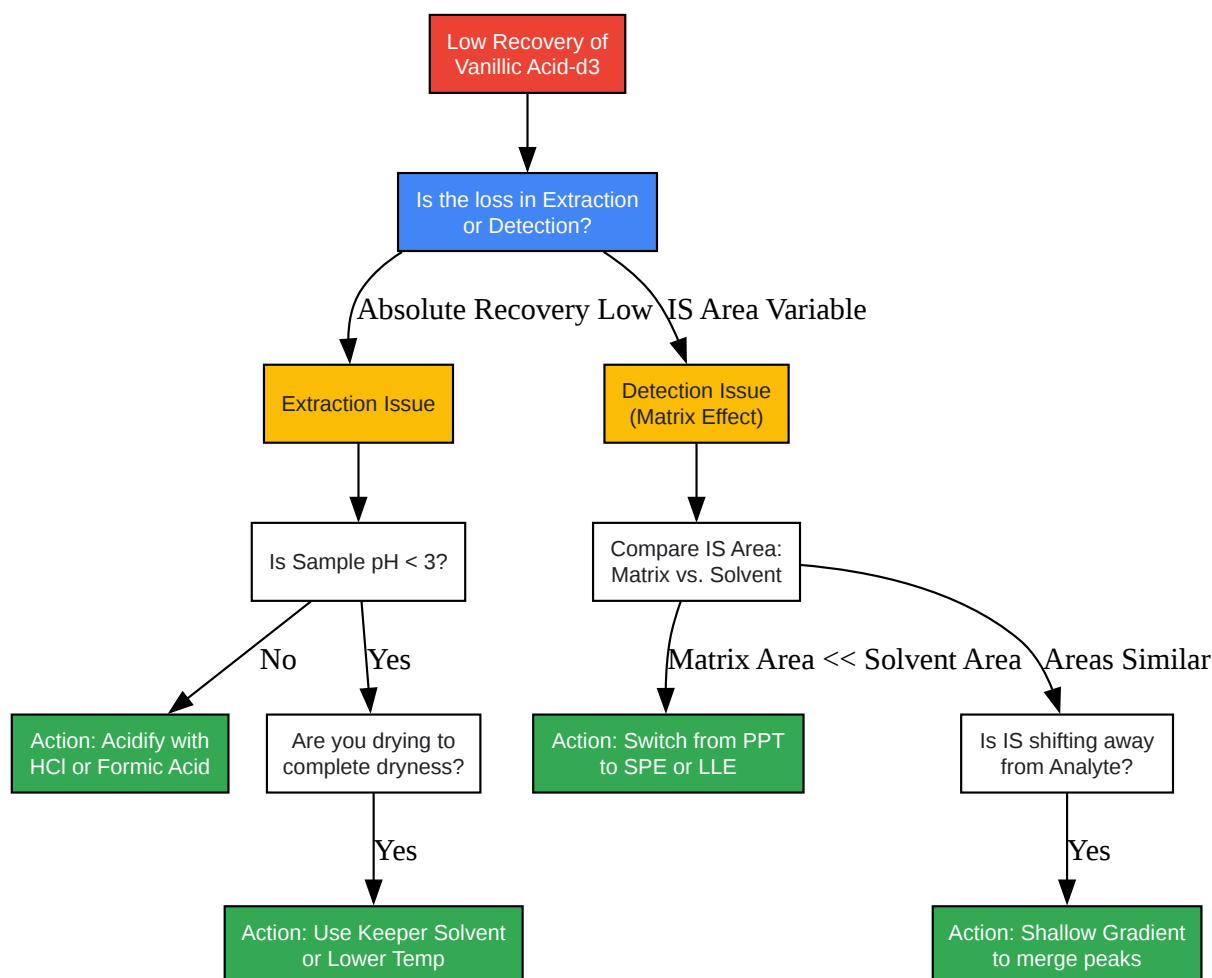 Low Recovery of
Vanillic Acid-d3
Is the loss in Extraction
or Detection?
Absolute Recovery Low
IS Area Variable
Extraction Issue
Detection Issue
(Matrix Effect)
Is Sample pH < 3?
Compare IS Area:
Matrix vs. Solvent
No
Yes
Matrix Area << Solvent Area
Areas Similar
Action: Acidify with
HCl or Formic Acid
Are you drying to
complete dryness?
Action: Switch from PPT
to SPE or LLE
Is IS shifting away
from Analyte?
Yes
Yes
Action: Use Keeper Solvent
or Lower Temp
Action: Shallow Gradient
to merge peaks